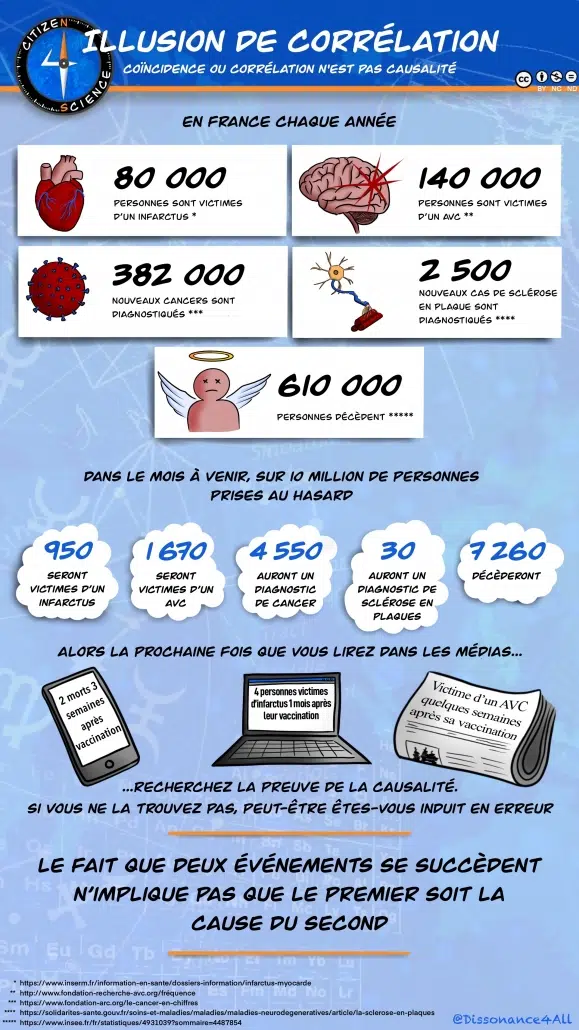 CITIZEN SCIENCE
ILLUSION DE CORRÉLATION
COÏNCIDENCE OU CORRÉLATION N'EST PAS CAUSALITÉ
CC
BY NC ND
EN FRANCE CHAQUE ANNÉE
80 000
PERSONNES SONT VICTIMES
D'UN INFARCTUS *
140 000
PERSONNES SONT VICTIMES
D'UN AVC **
382 000
NOUVEAUX CANCERS SONT
DIAGNOSTIQUÉS ***
2 500
NOUVEAUX CAS DE SCLÉROSE
EN PLAQUE SONT
DIAGNOSTIQUÉS ****
610 000
PERSONNES DÉCÈDENT *****
DANS LE MOIS À VENIR, SUR 10 MILLION DE PERSONNES
PRISES AU HASARD
950
SERONT
VICTIMES D'UN
INFARCTUS
1 670
SERONT
VICTIMES D'UN
AVC
4 550
AURONT UN
DIAGNOSTIC
DE CANCER
30
AURONT UN
DIAGNOSTIC DE
SCLÉROSE EN
PLAQUES
7 260
DÉCÈDERONT
ALORS LA PROCHAINE FOIS QUE VOUS LIREZ DANS LES MÉDIAS...
2 morts 3
semaines
après
vaccination
4 personnes victimes
d'infarctus 1 mois après
leur vaccination
Victime d'un AVC
quelques semaines
après sa vaccination
...RECHERCHEZ LA PREUVE DE LA CAUSALITÉ.
SI VOUS NE LA TROUVEZ PAS, PEUT-ÊTRE ÊTES-VOUS INDUIT EN ERREUR
LE FAIT QUE DEUX ÉVÉNEMENTS SE SUCCÈDENT
N'IMPLIQUE PAS QUE LE PREMIER SOIT LA
CAUSE DU SECOND
* https://www.inserm.fr/information-en-sante/dossiers-information/infarctus-myocarde
** http://www.fondation-recherche-avc.org/fréquence
*** https://www.fondation-arc.org/le-cancer-en-chiffres
**** https://solidarites-sante.gouv.fr/soins-et-maladies/maladies/maladies-neurodegeneratives/article/la-sclerose-en-plaques
***** https://www.insee.fr/fr/statistiques/4931039?sommaire=4487854
@Dissonance4All